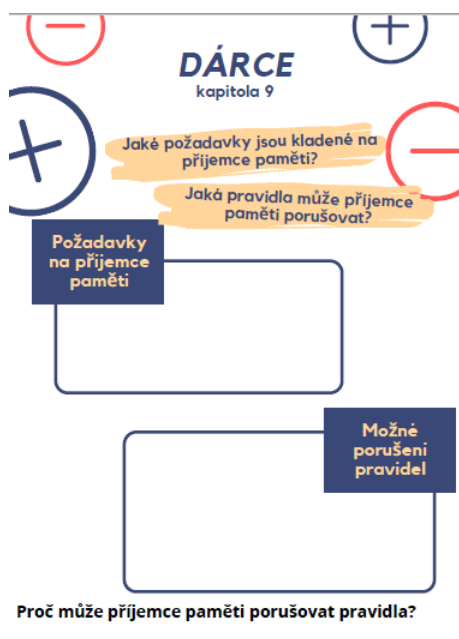 DÁRCE
kapitola 9
Jaké požadavky jsou kladené na
příjemce paměti?
Jaká pravidla může příjemce
paměti porušovat?
Požadavky
na příjemce
paměti
Možné
porušení
pravidel
Proč může příjemce paměti porušovat pravidla?